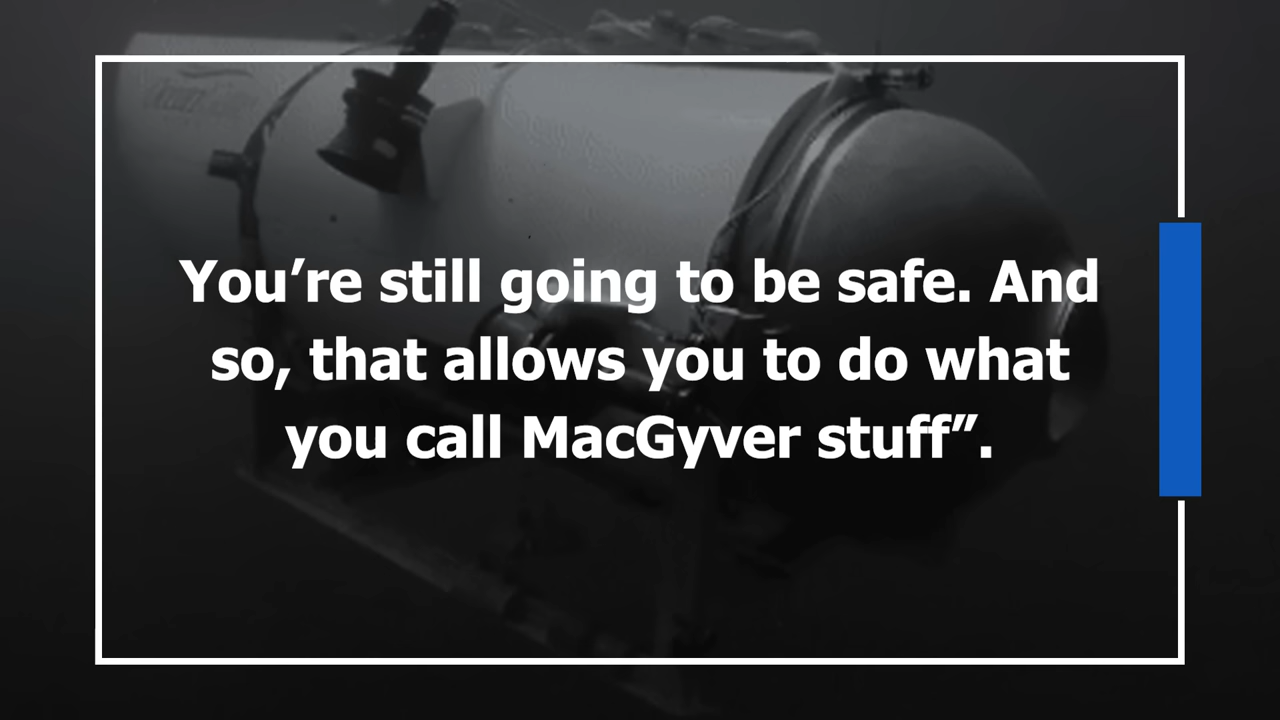 You’re still going to be safe. And
so, that allows you to do what
you call MacGyver stuff”.